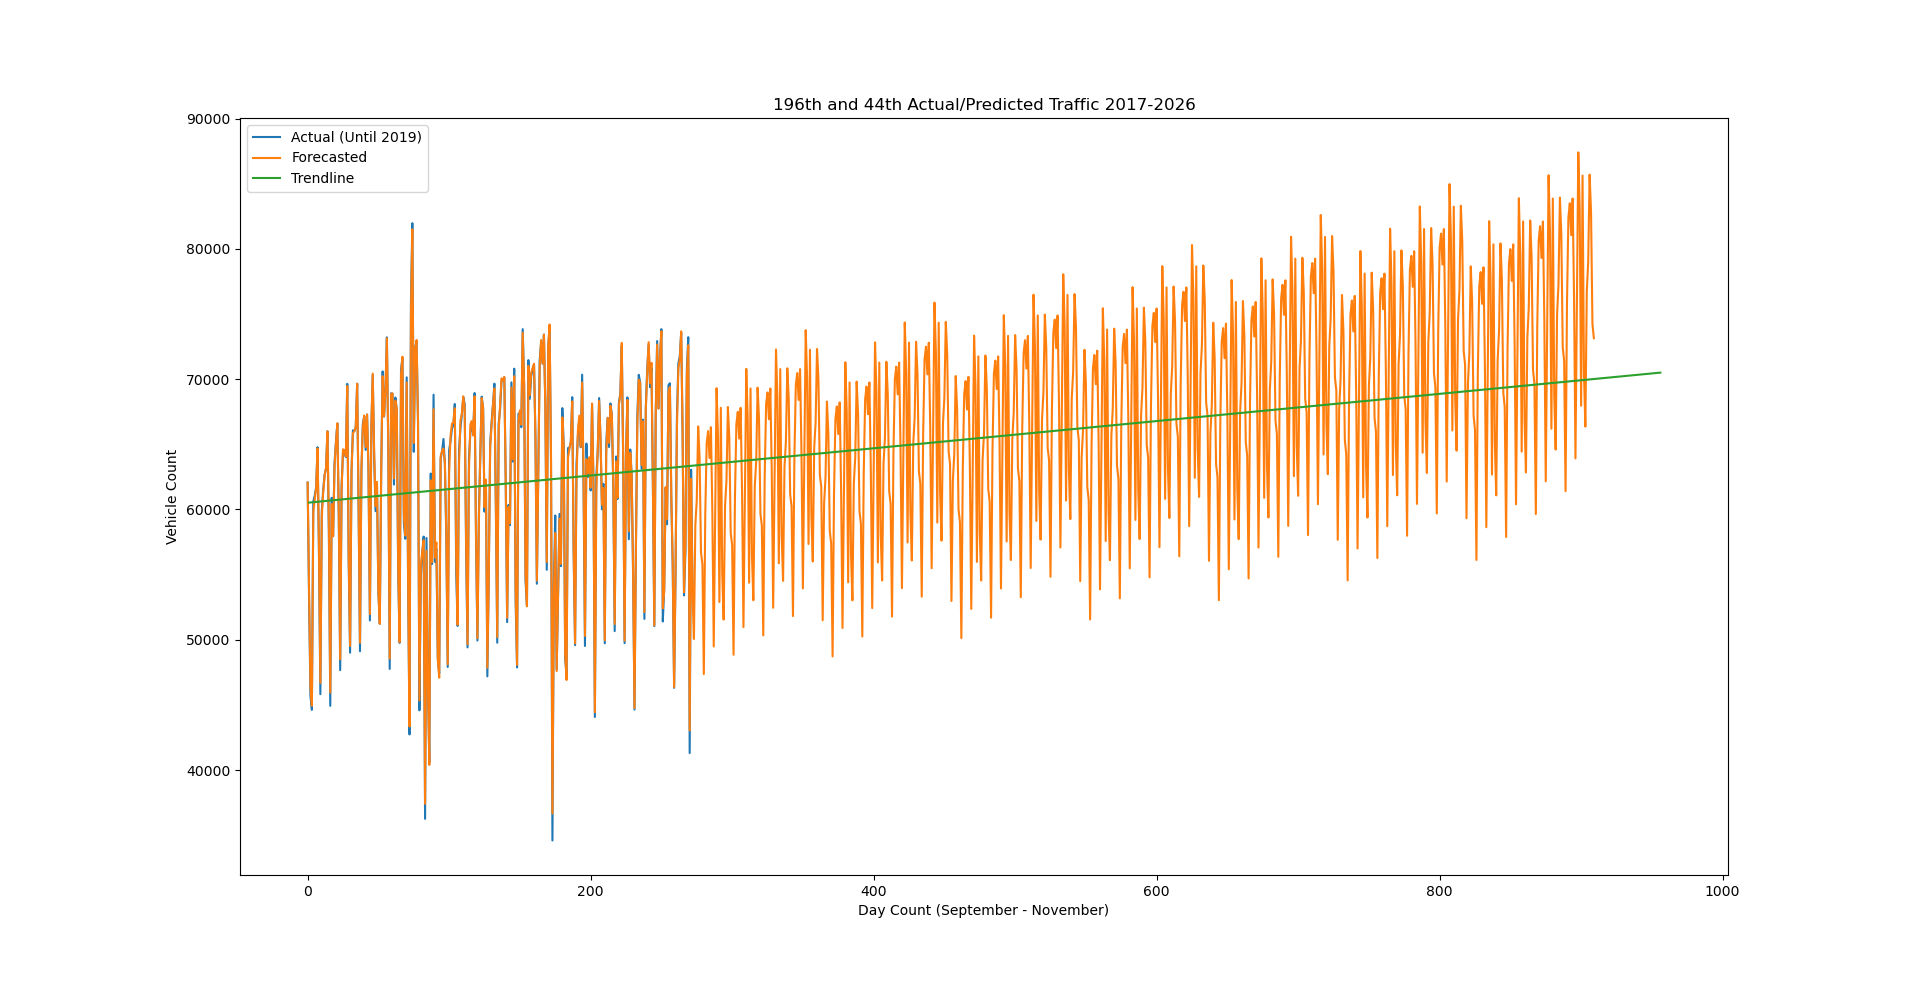 196th and 44th Actual/Predicted Traffic 2017-2026
Actual (Until 2019)
Forecasted
Trendline
90000
80000
70000
60000
50000
40000
Vehicle Count
0 200 400 600 800 1000
Day Count (September - November)